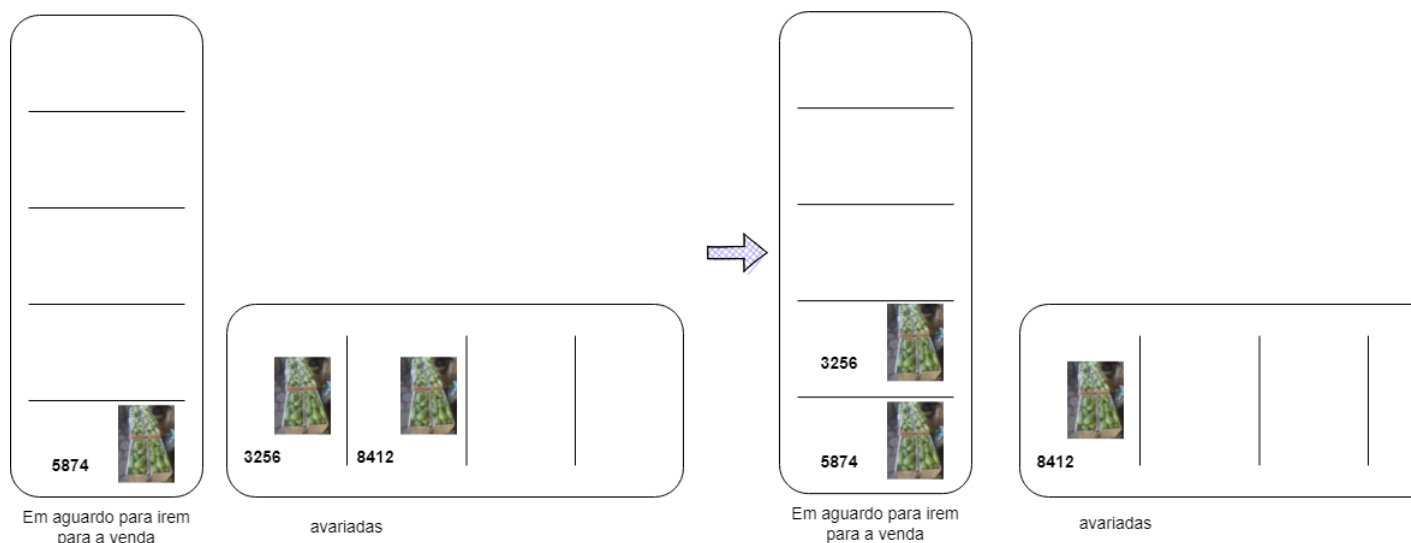 5874
Em aguardo para irem
para a venda
3256
8412
avariadas
3256
5874
Em aguardo para irem
para a venda
8412
avariadas